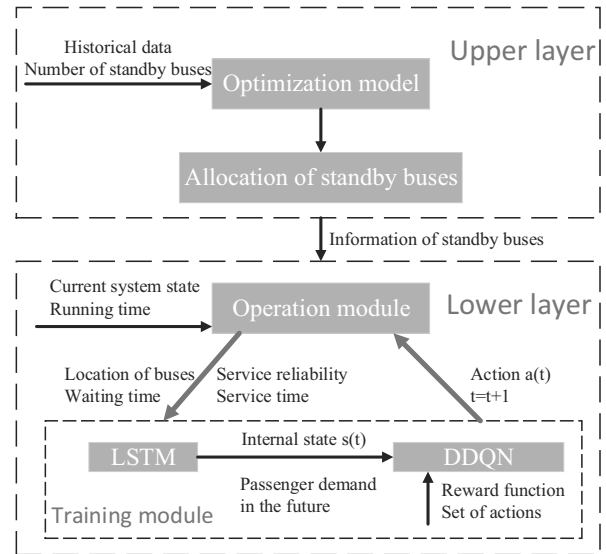 Upper layer
Historical data
Number of standby buses
Optimization model
Allocation of standby buses
Information of standby buses
Lower layer
Current system state
Running time
Operation module
Location of buses
Waiting time
Service reliability
Service time
Action a(t)
t=t+1
LSTM
Internal state s(t)
DDQN
Passenger demand
in the future
Reward function
Set of actions
Training module